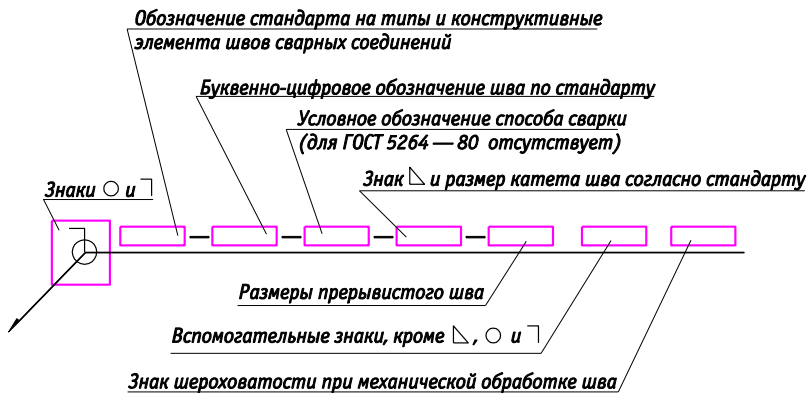 Обозначение стандарта на типы и конструктивные
элемента швов сварных соединений
Буквенно-цифровое обозначение шва по стандарту
Условное обозначение способа сварки
(для ГОСТ 5264 — 80 отсутствует)
Знак ◺ и размер катета шва согласно стандарту
Знаки ○ и ㄱ
Размеры прерывистого шва
Вспомогательные знаки, кроме ◺, ○ и ㄱ
Знак шероховатости при механической обработке шва